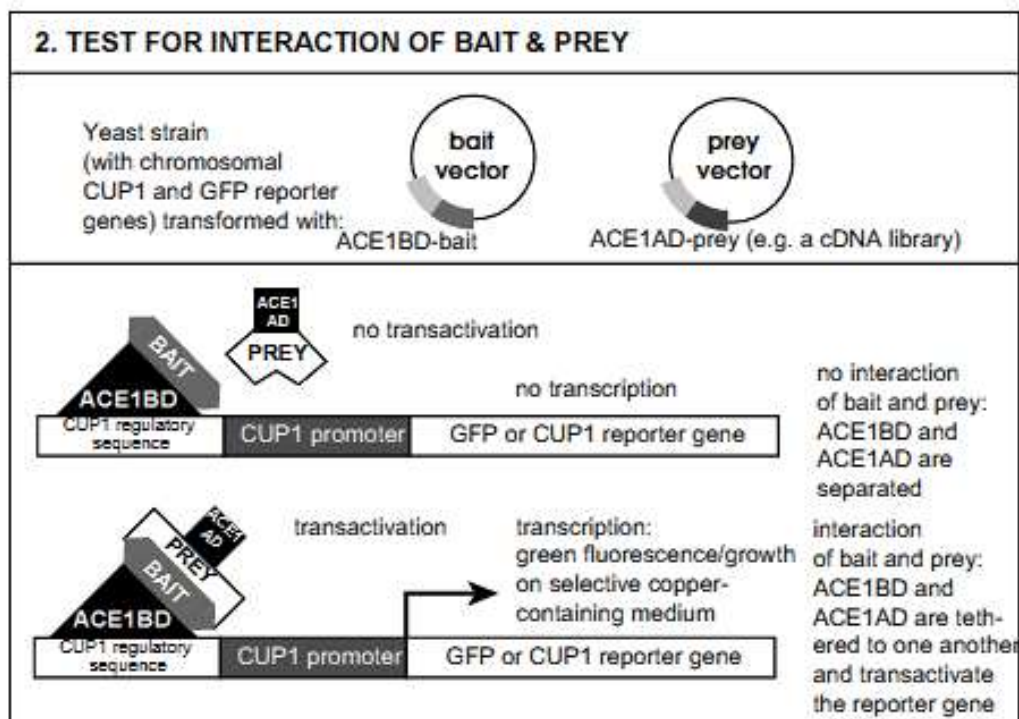 2. TEST FOR INTERACTION OF BAIT & PREY
Yeast strain
(with chromosomal
CUP1 and GFP reporter
genes) transformed with:
bait
vector
ACE1BD-bait
prey
vector
ACE1AD-prey (e.g. a cDNA library)
BAIT
ACE1BD
ACE1
AD
PREY
no transactivation
no transcription
CUP1 regulatory
sequence
CUP1 promoter
GFP or CUP1 reporter gene
no interaction
of bait and prey:
ACE1BD and
ACE1AD are
separated
ACE1
AD
PREY
BAIT
ACE1BD
transactivation
transcription:
green fluorescence/growth
on selective copper-
containing medium
CUP1 regulatory
sequence
CUP1 promoter
GFP or CUP1 reporter gene
interaction
of bait and prey:
ACE1BD and
ACE1AD are teth-
ered to one another
and transactivate
the reporter gene